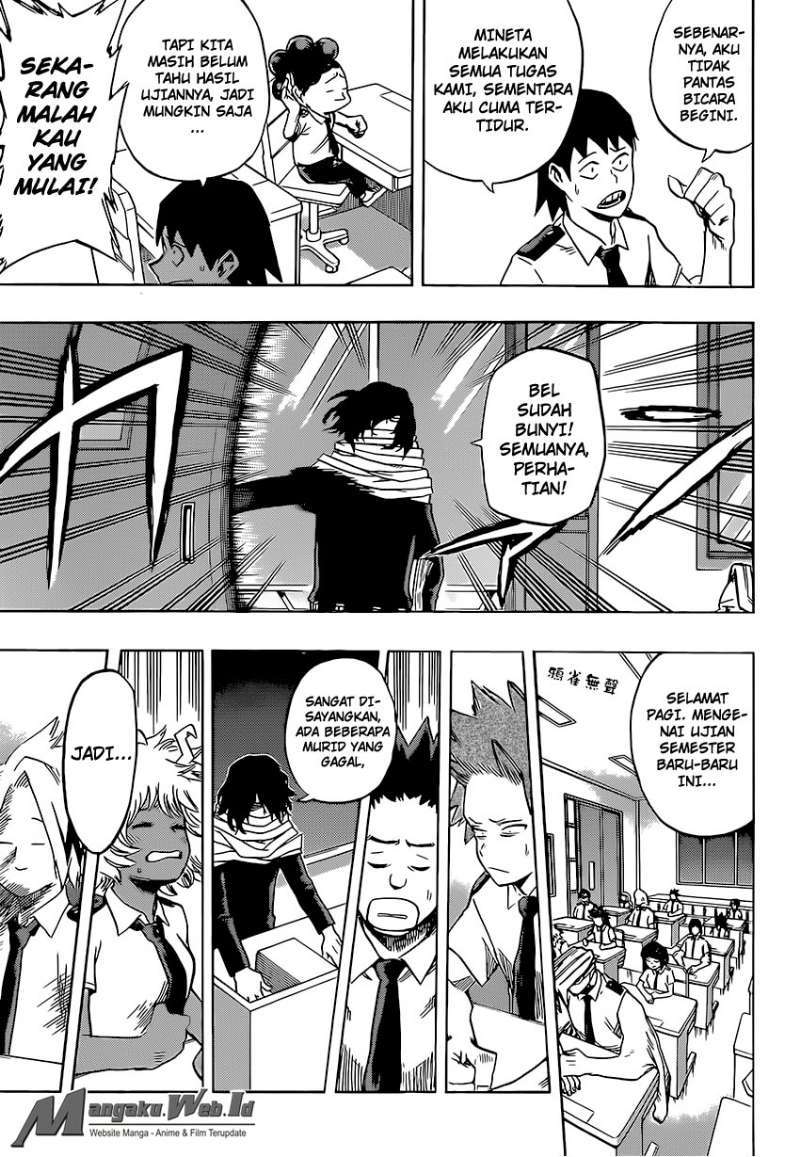 SEBENAR-
NYA, AKU
TIDAK
PANTAS
BICARA
BEGINI.
MINETA
MELAKUKAN
SEMUA TUGAS
KAMI, SEMENTARA
AKU CUMA TER-
TIDUR.
TAPI KITA
MASIH BELUM
TAHU HASIL
UJIANNYA, JADI
MUNGKIN SAJA
...
SEKA-
RANG
MALAH
KAU
YANG
MULAI!
BEL
SUDAH
BUNYI!
SEMUANYA,
PERHA-
TIAN!
SELAMAT
PAGI. MENGE-
NAI UJIAN
SEMESTER
BARU-BARU
INI...
SANGAT DI-
SAYANGKAN,
ADA BEBERAPA
MURID YANG
GAGAL,
JADI...
Mangaku.Web.Id
Website Manga - Anime & Film Terupdate